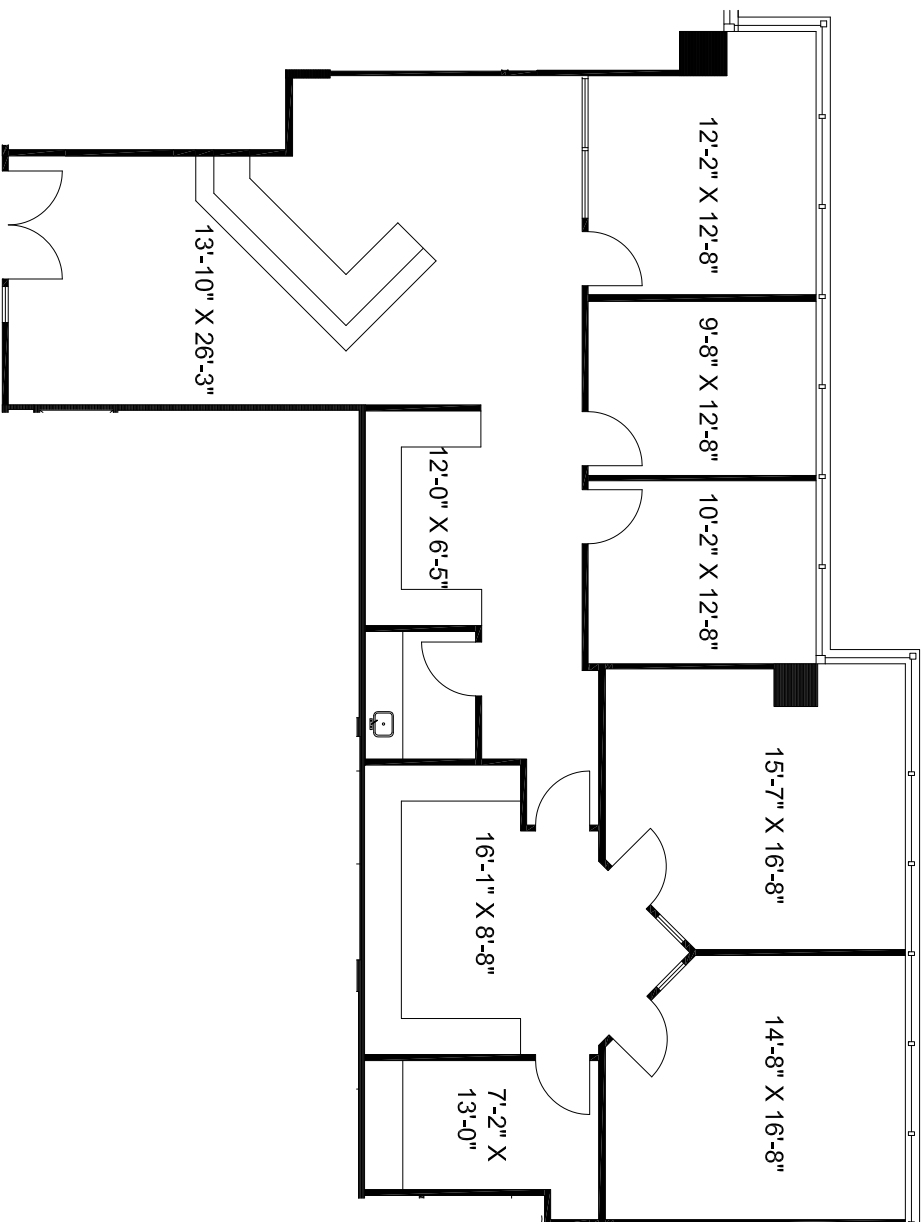 12'-2" X 12'-8"
9'-8" X 12'-8"
10'-2" X 12'-8"
15'-7" X 16'-8"
14'-8" X 16'-8"
13'-10" X 26'-3"
12'-0" X 6'-5"
16'-1" X 8'-8"
7'-2" X
13'-0"